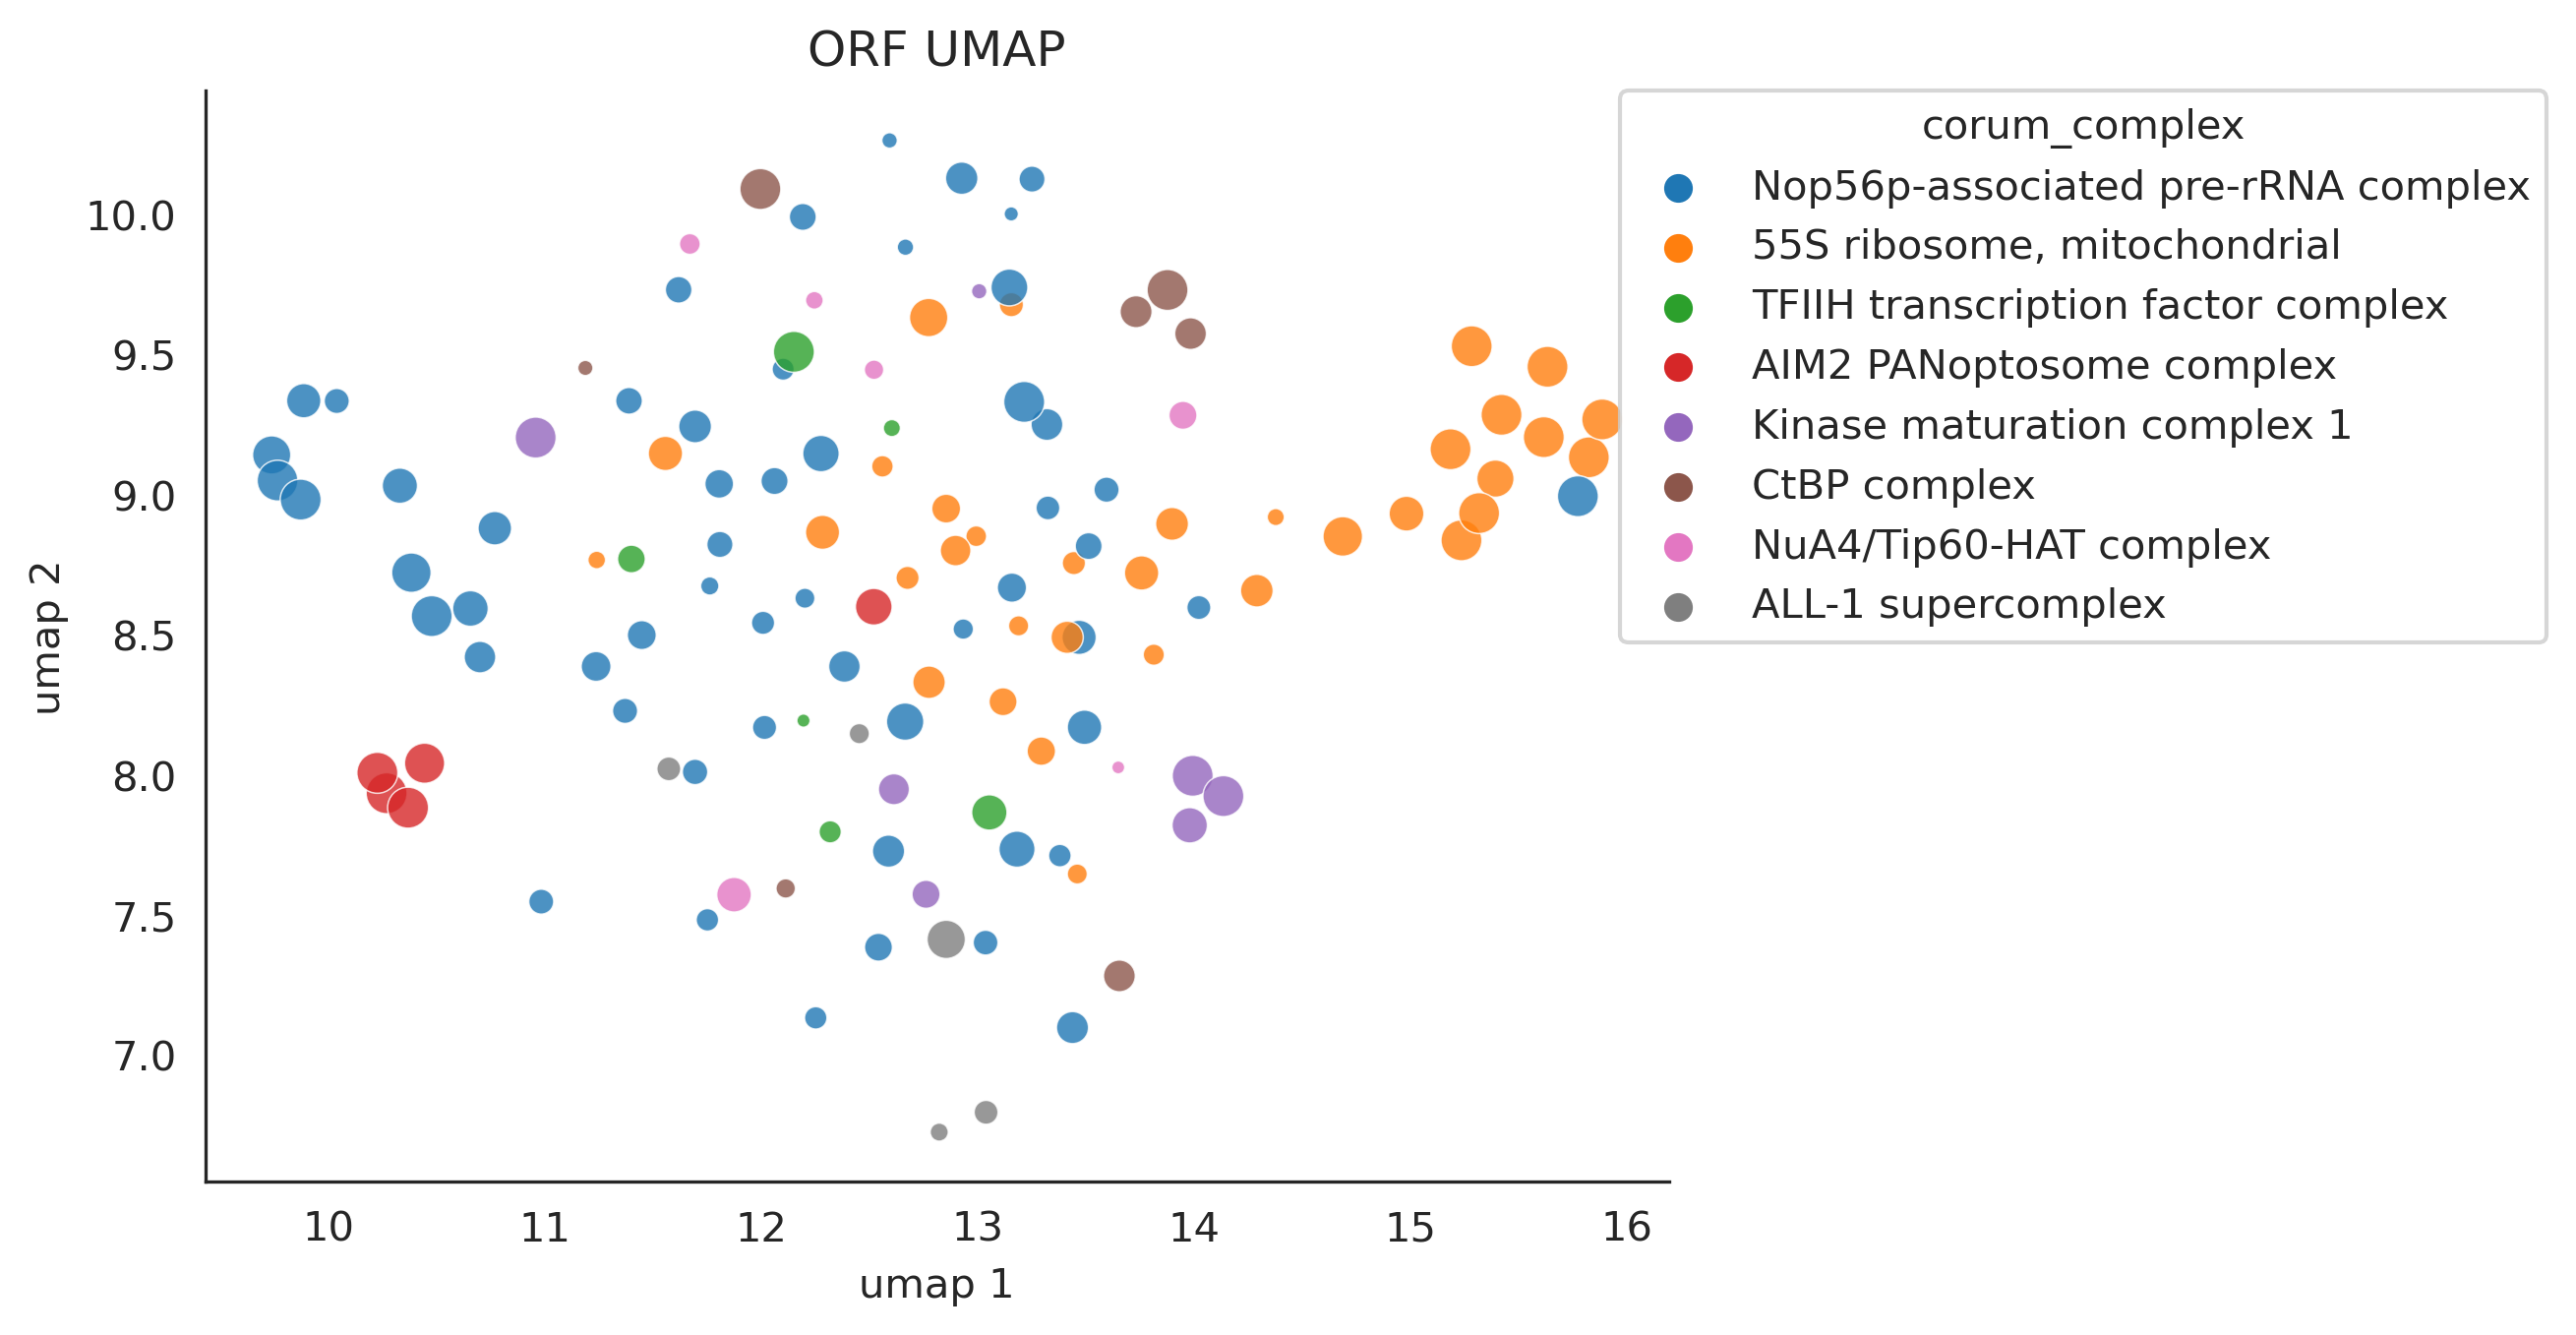 ORF UMAP
corum_complex
Nop56p-associated pre-rRNA complex
55S ribosome, mitochondrial
TFIIH transcription factor complex
AIM2 PANoptosome complex
Kinase maturation complex 1
CtBP complex
NuA4/Tip60-HAT complex
ALL-1 supercomplex
umap 2
10.0
9.5
9.0
8.5
8.0
7.5
7.0
10 11 12 13 14 15 16
umap 1